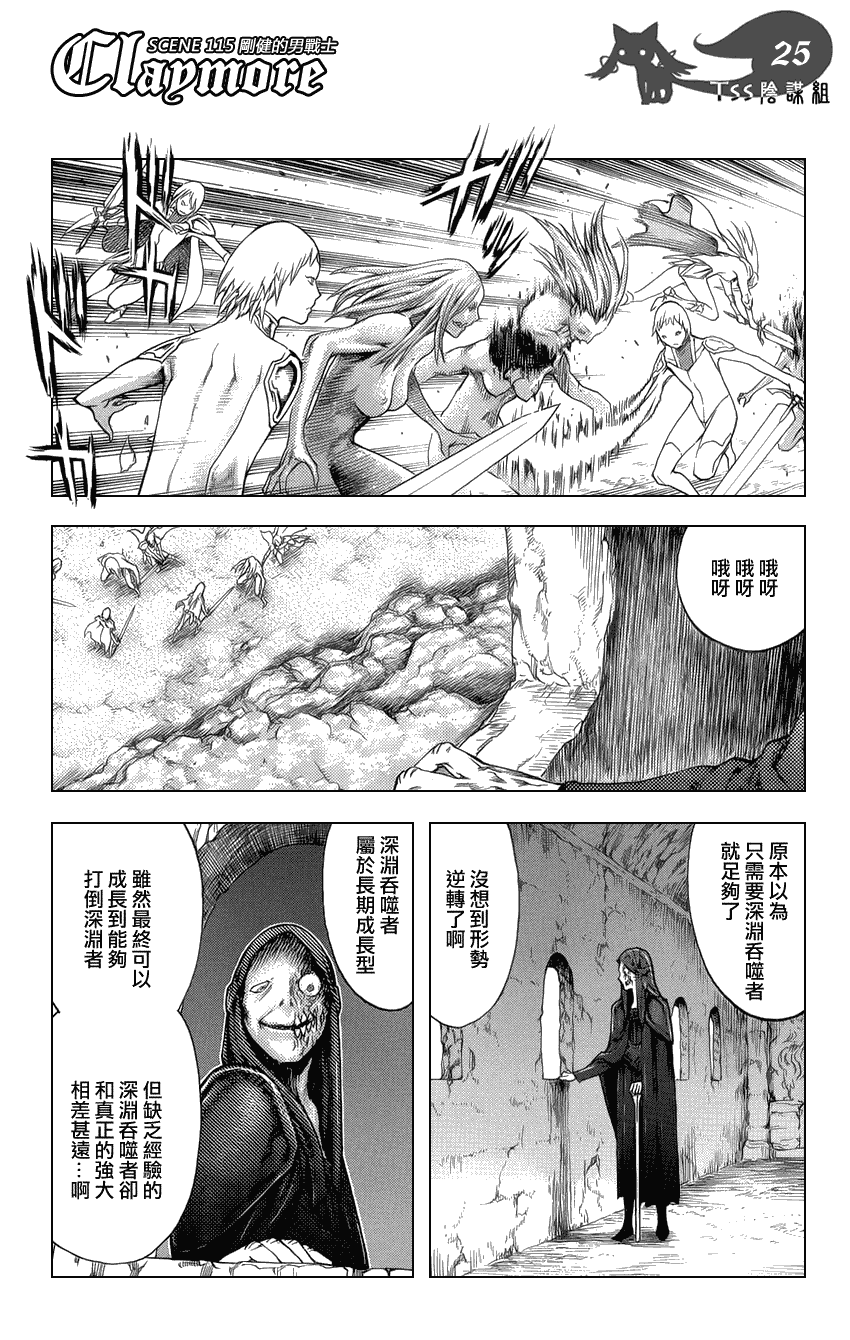 SCENE 115 剛健的男戰士
Claymore
25
Tss陰謀組
哦呀
哦呀
哦呀
原本以為
只需要深淵吞噬者
就足夠了
沒想到形勢
逆轉了啊
深淵吞噬者
屬於長期成長型
雖然最終可以
成長到能夠
打倒深淵者
但缺乏經驗的
深淵吞噬者卻
和真正的強大
相差甚遠…啊